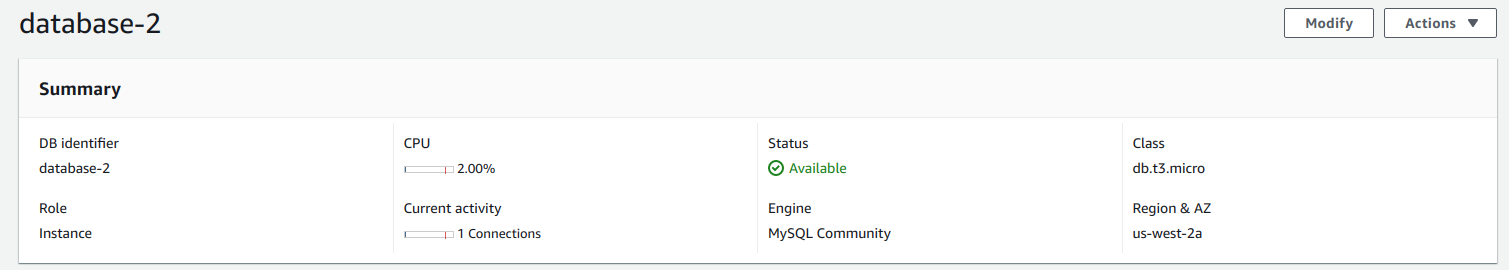 database-2
Modify
Actions
Summary
DB identifier
database-2
CPU
2.00%
Status
Available
Class
db.t3.micro
Role
Instance
Current activity
1 Connections
Engine
MySQL Community
Region & AZ
us-west-2a